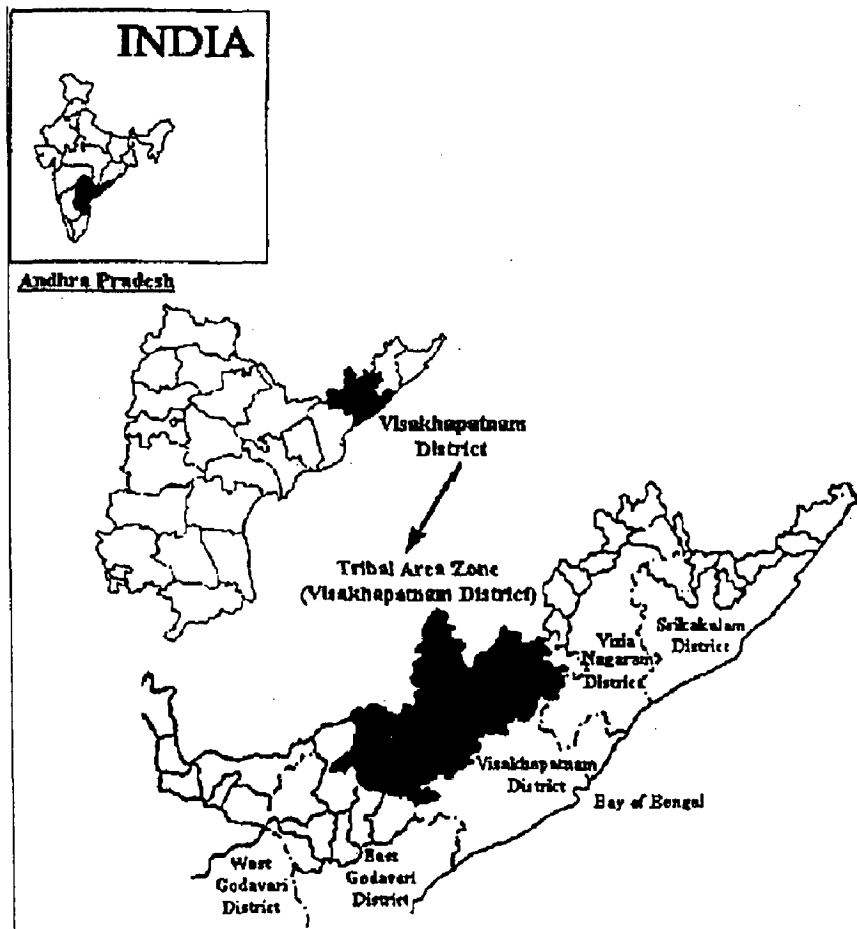 INDIA
Andhra Pradesh
Visakhapatnam
District
Tribal Area Zone
(Visakhapatnam District)
Srikakulam
District
Vizia
Nagaram
District
Visakhapatnam
District
Bay of Bengal
West
Godavari
District
East
Godavari
District